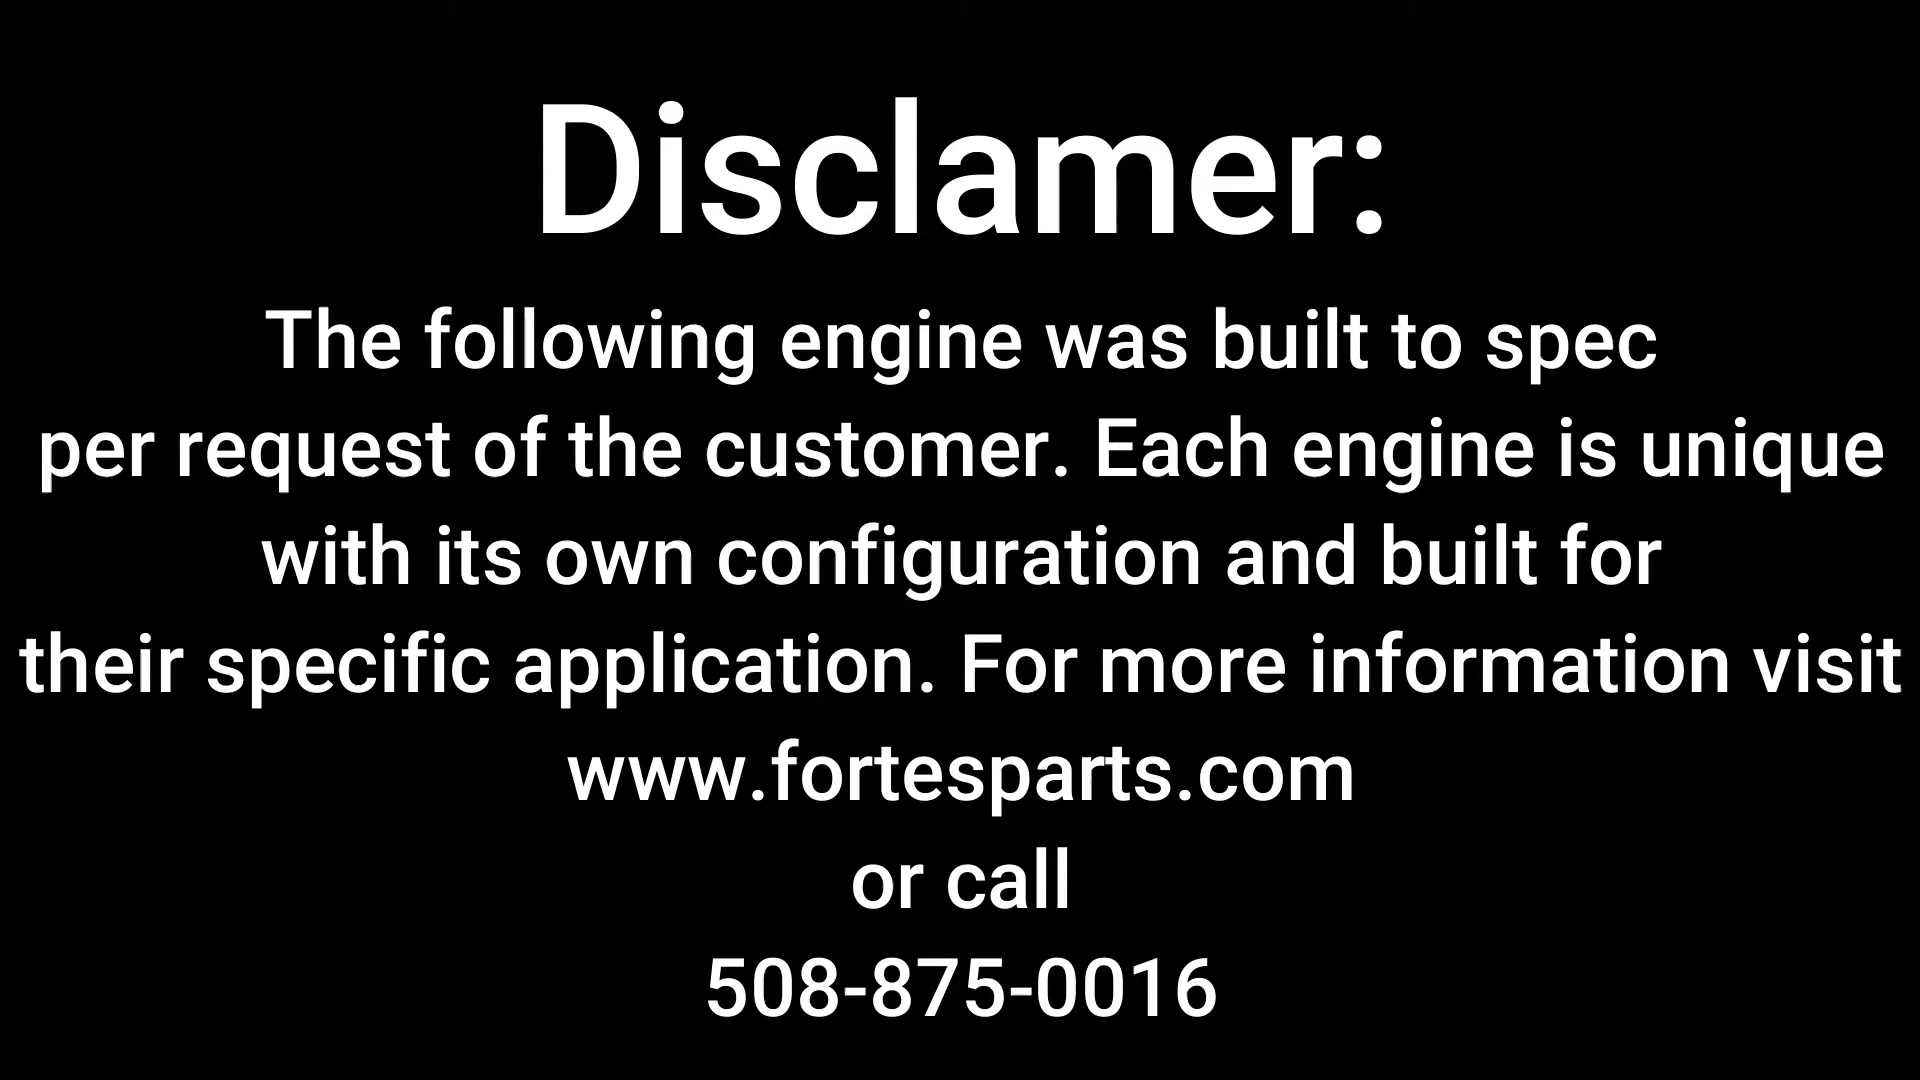 Disclamer:
The following engine was built to spec
per request of the customer. Each engine is unique
with its own configuration and built for
their specific application. For more information visit
www.fortesparts.com
or call
508-875-0016